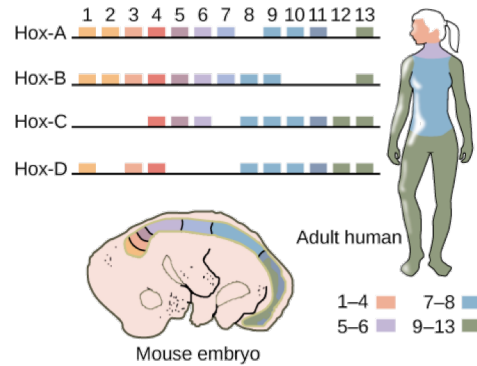 1 2 3 4 5 6 7 8 9 10 11 12 13
Hox-A
Hox-B
Hox-C
Hox-D
Adult human
1–4 7–8
5–6 9–13
Mouse embryo